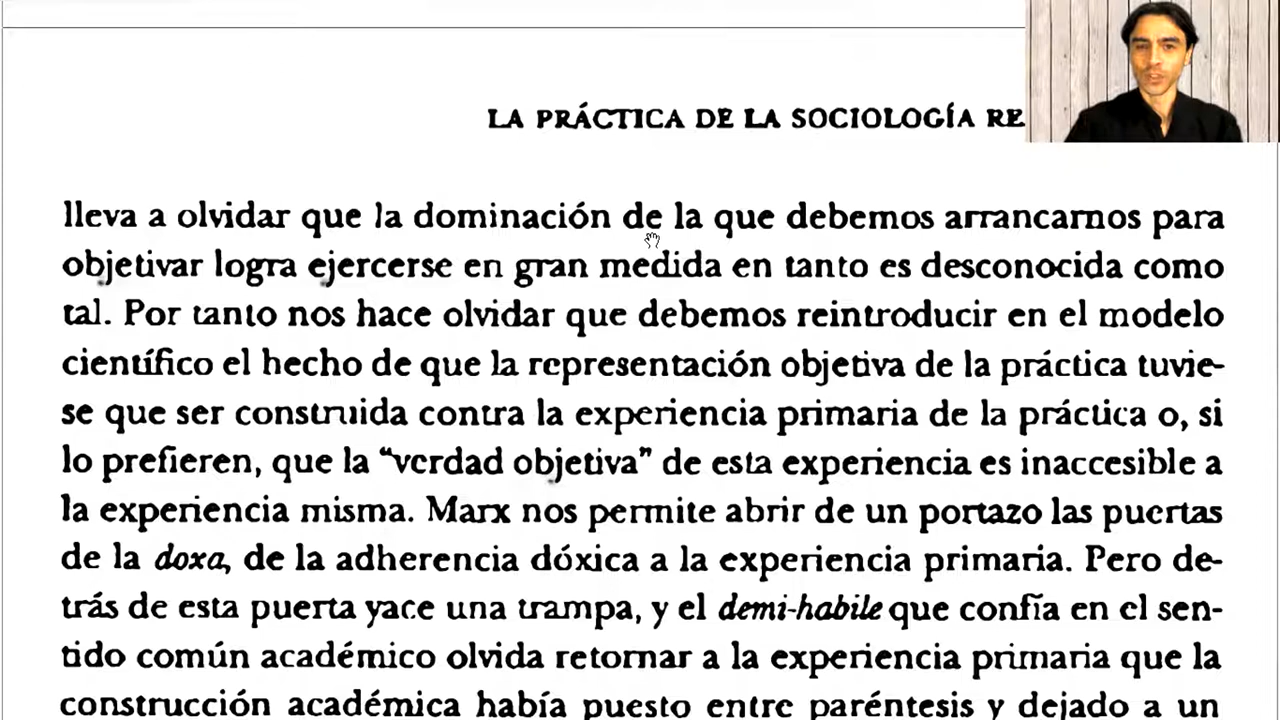 LA PRÁCTICA DE LA SOCIOLOGÍA RE
lleva a olvidar que la dominación de la que debemos arrancarnos para
objetivar logra ejercerse en gran medida en tanto es desconocida como
tal. Por tanto nos hace olvidar que debemos reintroducir en el modelo
científico el hecho de que la representación objetiva de la práctica tuvie-
se que ser construida contra la experiencia primaria de la práctica o, si
lo prefieren, que la “verdad objetiva” de esta experiencia es inaccesible a
la experiencia misma. Marx nos permite abrir de un portazo las puertas
de la doxa, de la adherencia dóxica a la experiencia primaria. Pero de-
trás de esta puerta yace una trampa, y el demi-habile que confía en el sen-
tido común académico olvida retornar a la experiencia primaria que la
construcción académica había puesto entre paréntesis y dejado a un